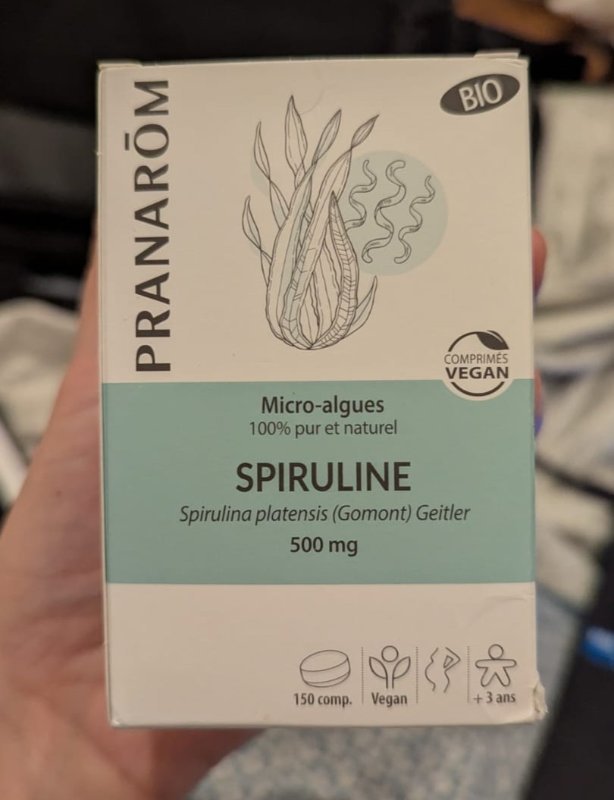 PRANARŌM
BIO
COMPRIMÉS
VEGAN
Micro-algues
100% pur et naturel
SPIRULINE
Spirulina platensis (Gomont) Geitler
500 mg
150 comp.
Vegan
+ 3 ans